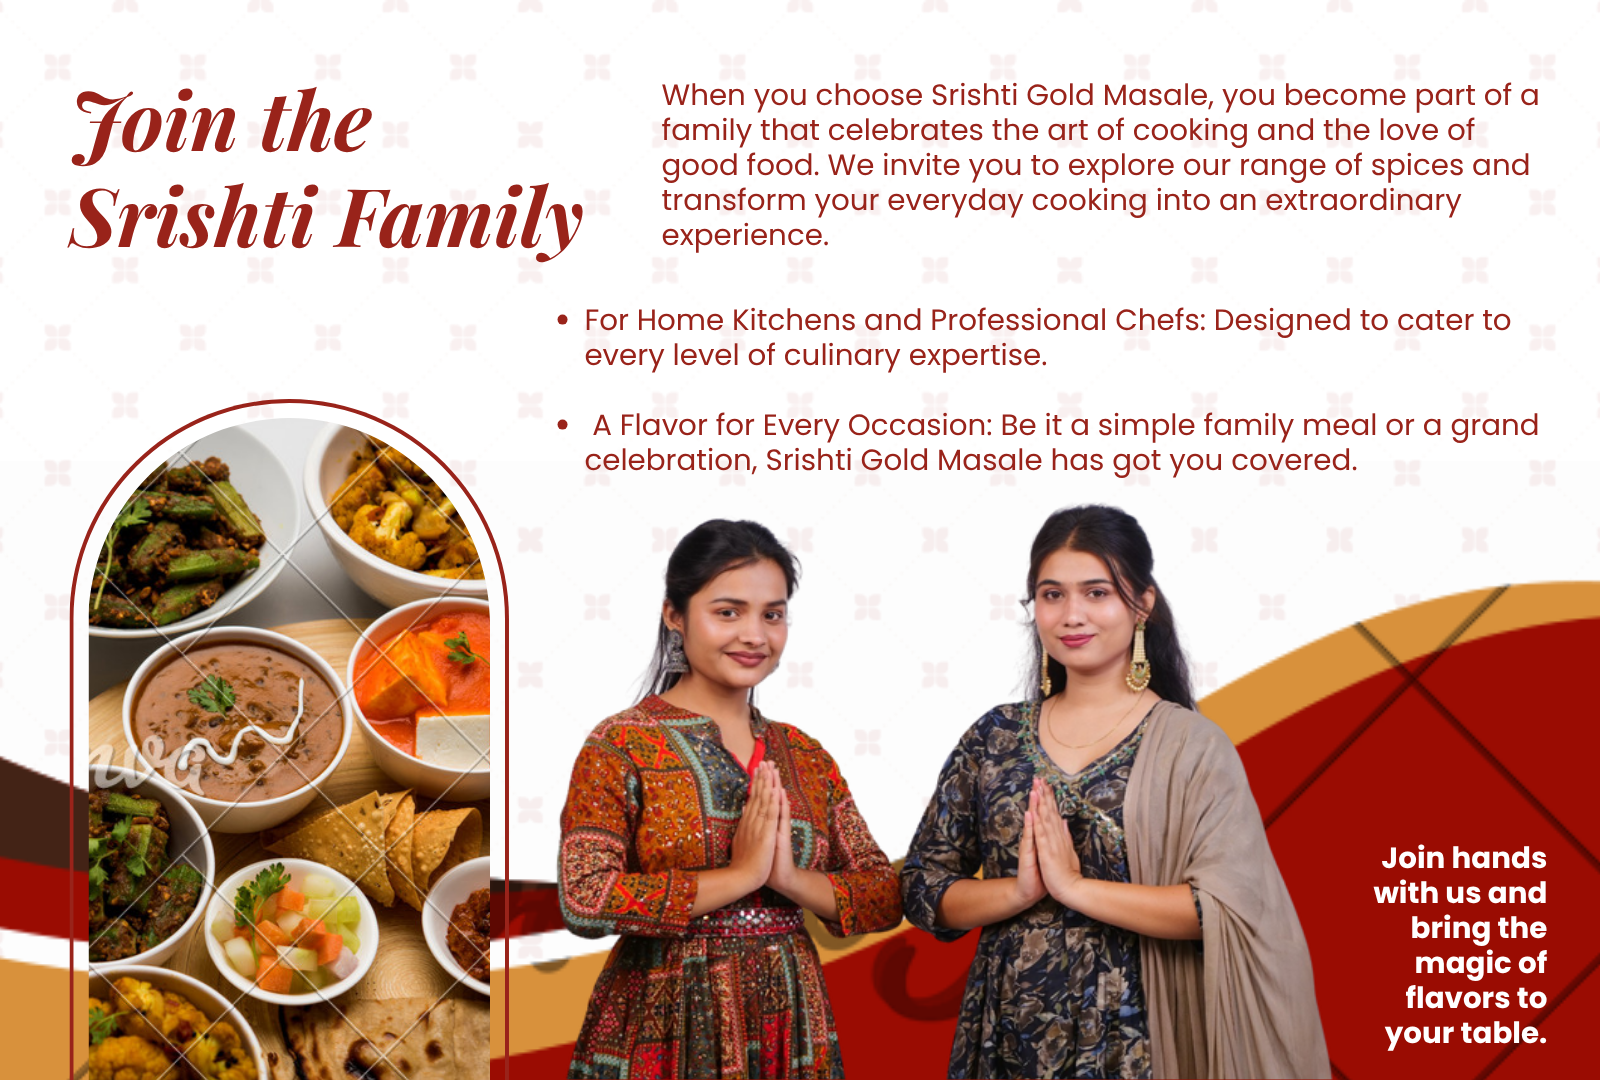 Join the
Srishti Family
When you choose Srishti Gold Masale, you become part of a
family that celebrates the art of cooking and the love of
good food. We invite you to explore our range of spices and
transform your everyday cooking into an extraordinary
experience.
• For Home Kitchens and Professional Chefs: Designed to cater to
every level of culinary expertise.
• A Flavor for Every Occasion: Be it a simple family meal or a grand
celebration, Srishti Gold Masale has got you covered.
nva
Join hands
with us and
bring the
magic of
flavors to
your table.